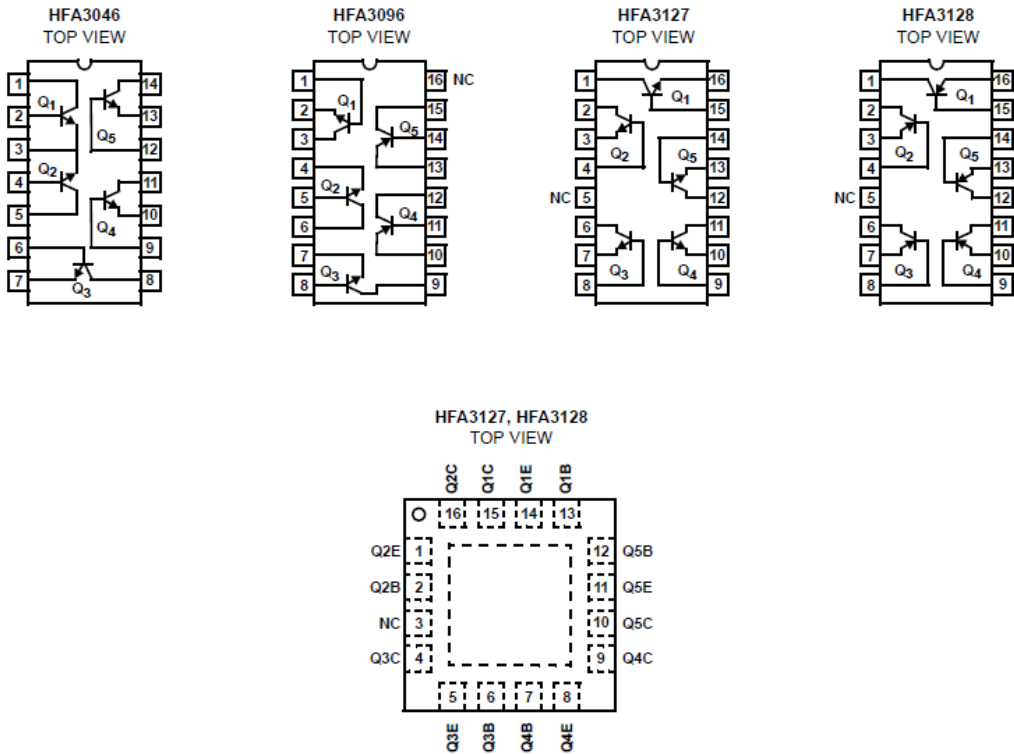 HFA3046
TOP VIEW
1
2
3
4
5
6
7
14
13
12
11
10
9
8
Q1
Q2
Q3
Q4
Q5
HFA3096
TOP VIEW
1
2
3
4
5
6
7
8
16 NC
15
14
13
12
11
10
9
Q1
Q2
Q3
Q4
Q5
HFA3127
TOP VIEW
1
2
3
4
NC 5
6
7
8
16
15
14
13
12
11
10
9
Q1
Q2
Q3
Q4
Q5
HFA3128
TOP VIEW
1
2
3
4
NC 5
6
7
8
16
15
14
13
12
11
10
9
Q1
Q2
Q3
Q4
Q5
HFA3127, HFA3128
TOP VIEW
Q2C Q1C Q1E Q1B
16 15 14 13
Q2E 1
Q2B 2
NC 3
Q3C 4
12 Q5B
11 Q5E
10 Q5C
9 Q4C
5 6 7 8
Q3E Q3B Q4B Q4E